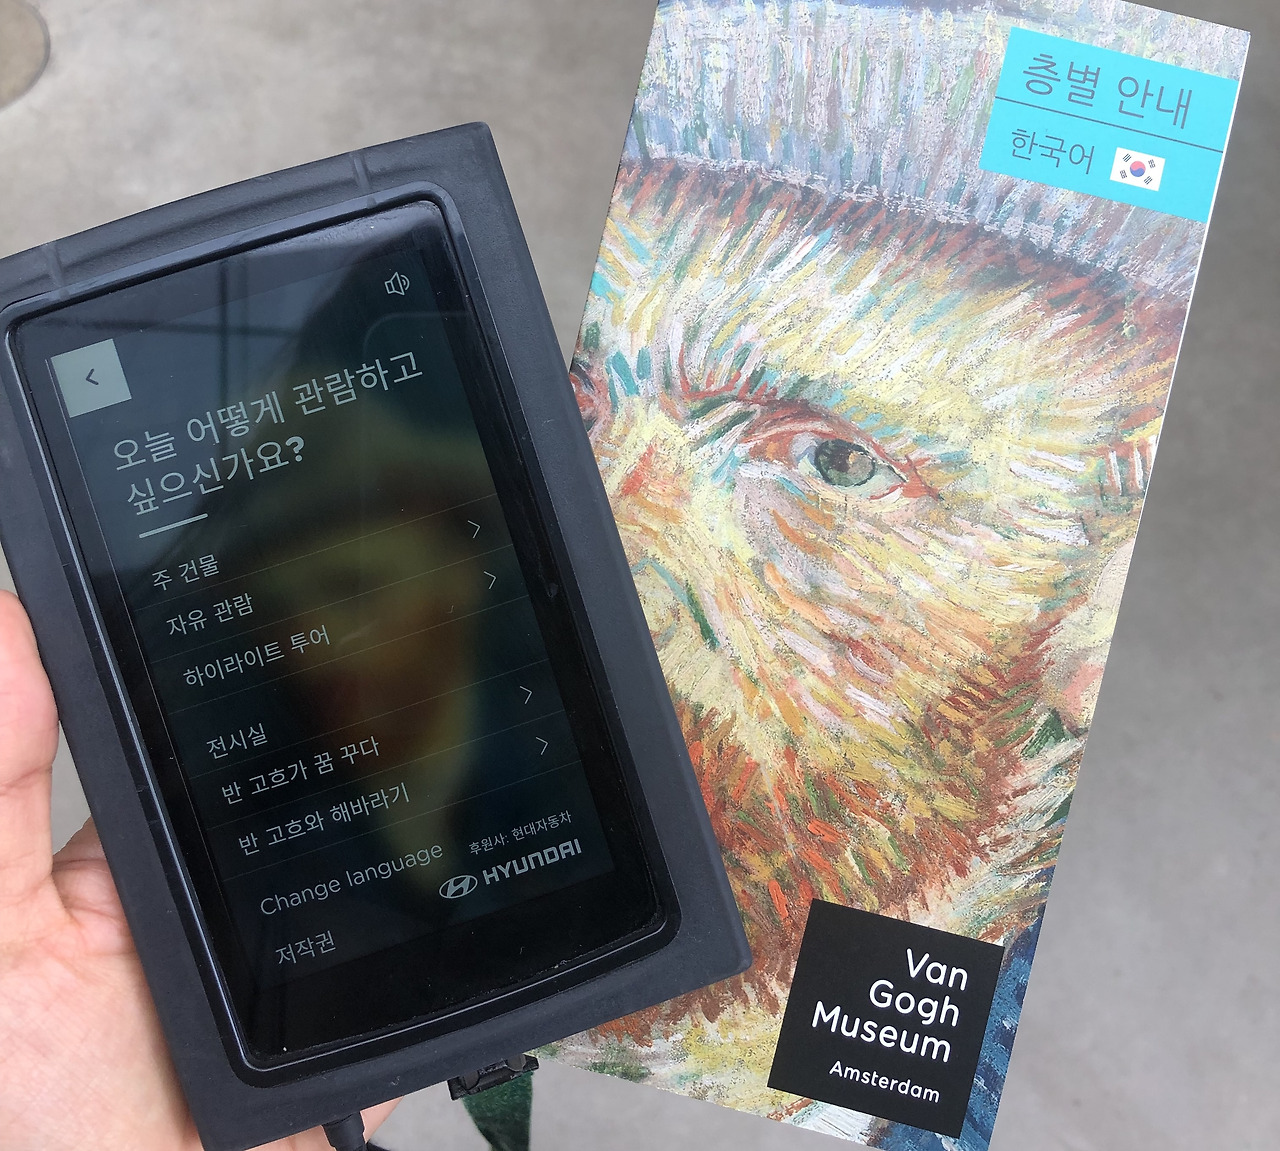 오늘 어떻게 관람하고
싶으신가요?
주 건물
자유 관람
하이라이트 투어
전시실
반 고흐가 꿈 꾸다
반 고흐와 해바라기
Change language
후원사: 현대자동차
HYUNDAI
저작권
층별 안내
한국어
Van
Gogh
Museum
Amsterdam